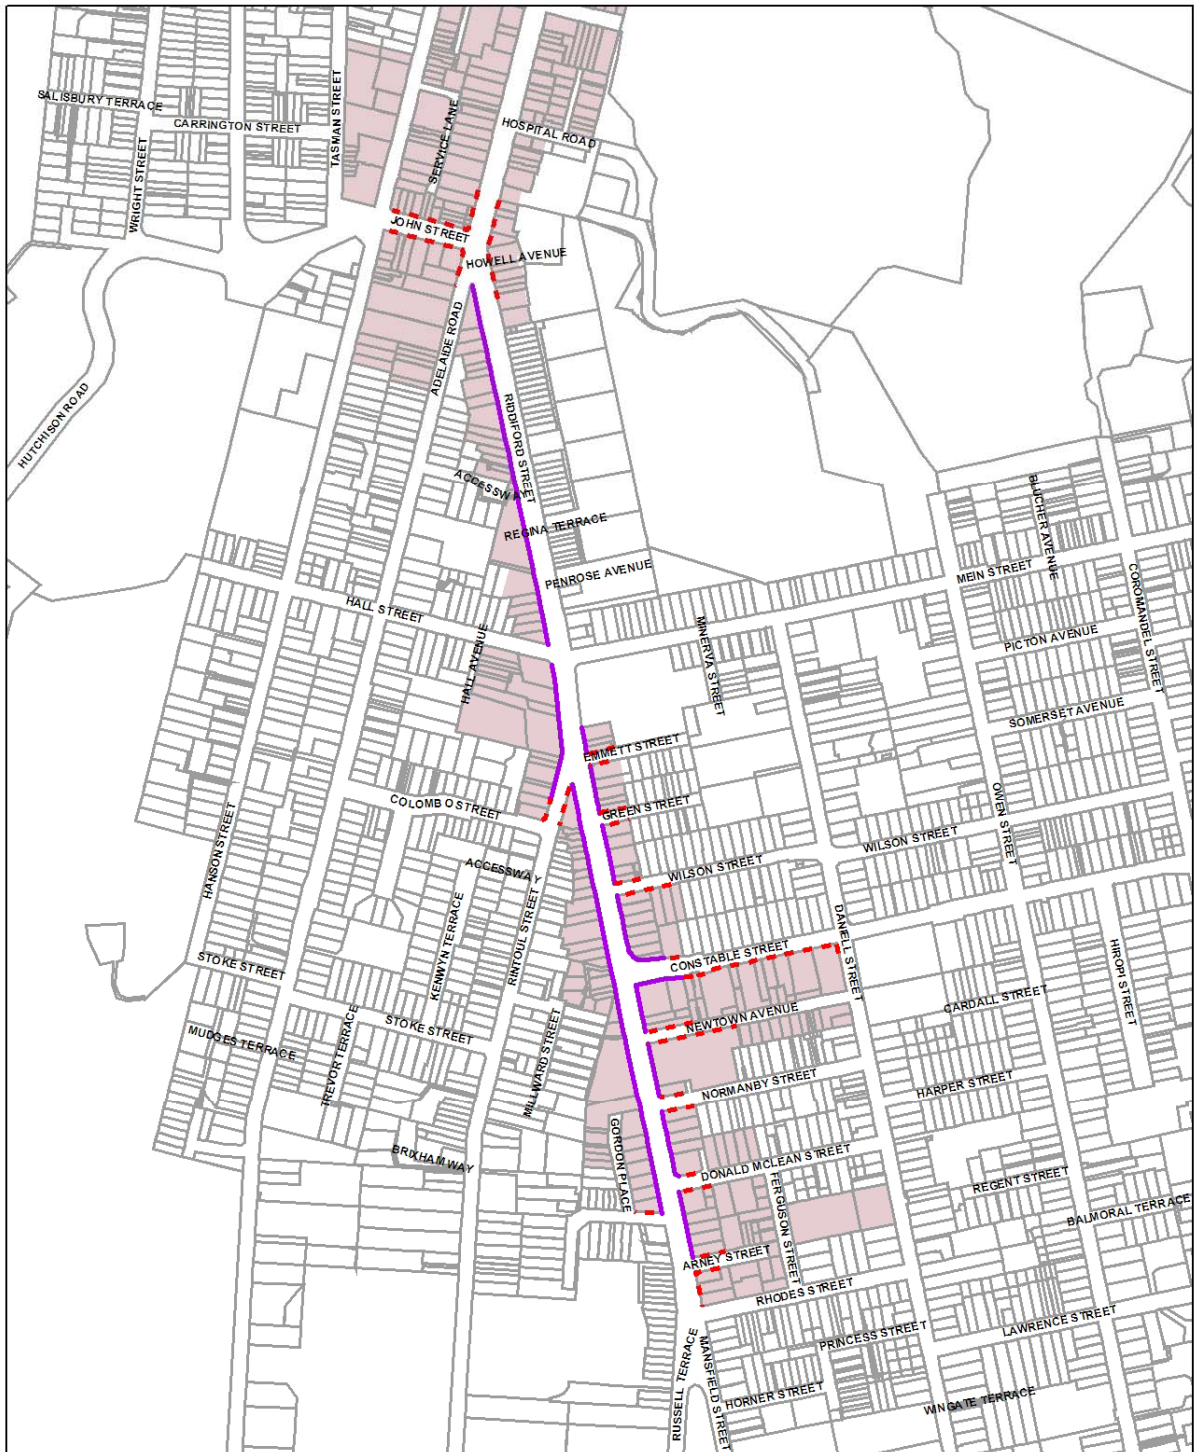 SALISBURY TERRACE
CARRINGTON STREET
TASMAN STREET
WRIGHT STREET
SERVICE LANE
HOSPITAL ROAD
JOHN STREET
HOWELL AVENUE
ADELAIDE ROAD
HUTCHISON ROAD
RIDDIFORD STREET
ACCESSWAY
REGINA TERRACE
PENROSE AVENUE
BLUCHER AVENUE
MEIN STREET
COROMANDEL STREET
HALL STREET
HALL AVENUE
MINERVA STREET
PICTON AVENUE
SOMERSET AVENUE
EMMETT STREET
GREEN STREET
COLOMBO STREET
HANSON STREET
OWEN STREET
WILSON STREET
WILSON STREET
ACCESSWAY
KENWYN TERRACE
RINTOUL STREET
DANIELL STREET
CONSTABLE STREET
HIROPI STREET
STOKE STREET
STOKE STREET
CARDALL STREET
NEWTOWN AVENUE
MUDGES TERRACE
TREVOR TERRACE
MILLWARD STREET
NORMANBY STREET
HARPER STREET
GORDON PLACE
BRIXHAM WAY
DONALD MCLEAN STREET
FERGUSON STREET
REGENT STREET
BALMORAL TERRACE
ARNEY STREET
RHODES STREET
LAWRENCE STREET
PRINCESS STREET
RUSSELL TERRACE
MANSFIELD STREET
HORNER STREET
WINGATE TERRACE